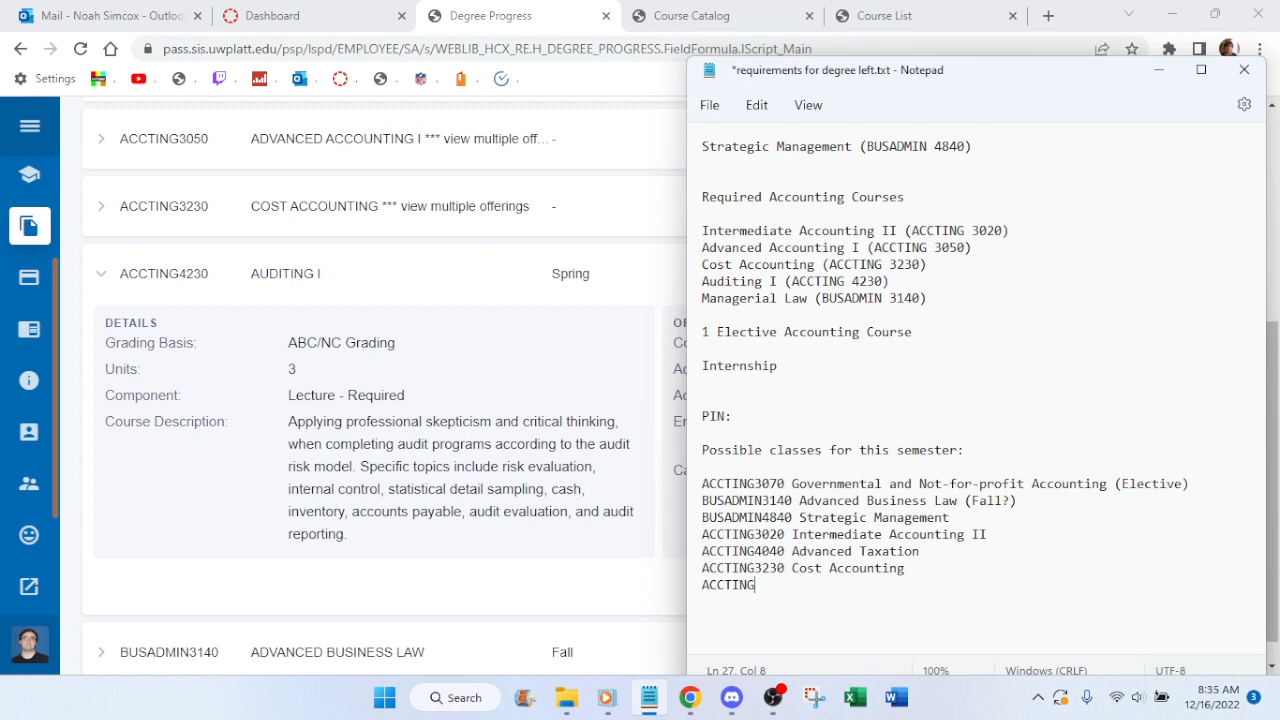 Mail - Noah Simcox - Outlo
Dashboard
Degree Progress
Course Catalog
Course List
pass.sis.uwplatt.edu/psp/lspd/EMPLOYEE/SA/s/WEBLIB_HCX_RE.H_DEGREE_PROGRESS.FieldFormula.IScript_Main
Settings
ACCTING3050 ADVANCED ACCOUNTING I *** view multiple off... -
ACCTING3230 COST ACCOUNTING *** view multiple offerings -
ACCTING4230 AUDITING I Spring
DETAILS
Grading Basis: ABC/NC Grading
Units: 3
Component: Lecture - Required
Course Description: Applying professional skepticism and critical thinking,
when completing audit programs according to the audit
risk model. Specific topics include risk evaluation,
internal control, statistical detail sampling, cash,
inventory, accounts payable, audit evaluation, and audit
reporting.
BUSADMIN3140 ADVANCED BUSINESS LAW Fall
*requirements for degree left.txt - Notepad
File Edit View
Strategic Management (BUSADMIN 4840)
Required Accounting Courses
Intermediate Accounting II (ACCTING 3020)
Advanced Accounting I (ACCTING 3050)
Cost Accounting (ACCTING 3230)
Auditing I (ACCTING 4230)
Managerial Law (BUSADMIN 3140)
1 Elective Accounting Course
Internship
PIN:
Possible classes for this semester:
ACCTING3070 Governmental and Not-for-profit Accounting (Elective)
BUSADMIN3140 Advanced Business Law (Fall?)
BUSADMIN4840 Strategic Management
ACCTING3020 Intermediate Accounting II
ACCTING4040 Advanced Taxation
ACCTING3230 Cost Accounting
ACCTING
Ln 27, Col 8 100% Windows (CRLF) UTF-8
Search
8:35 AM
12/16/2022
3